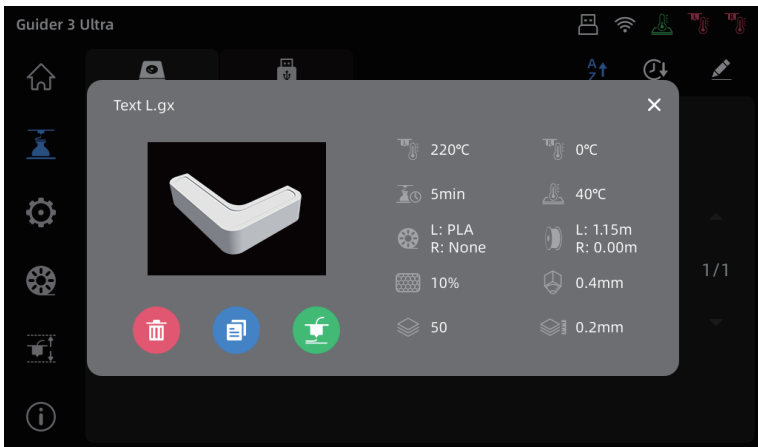 Guider 3 Ultra
A
Z
Text L.gx
220℃
0℃
5min
40℃
L: PLA
R: None
L: 1.15m
R: 0.00m
10%
0.4mm
50
0.2mm
1/1